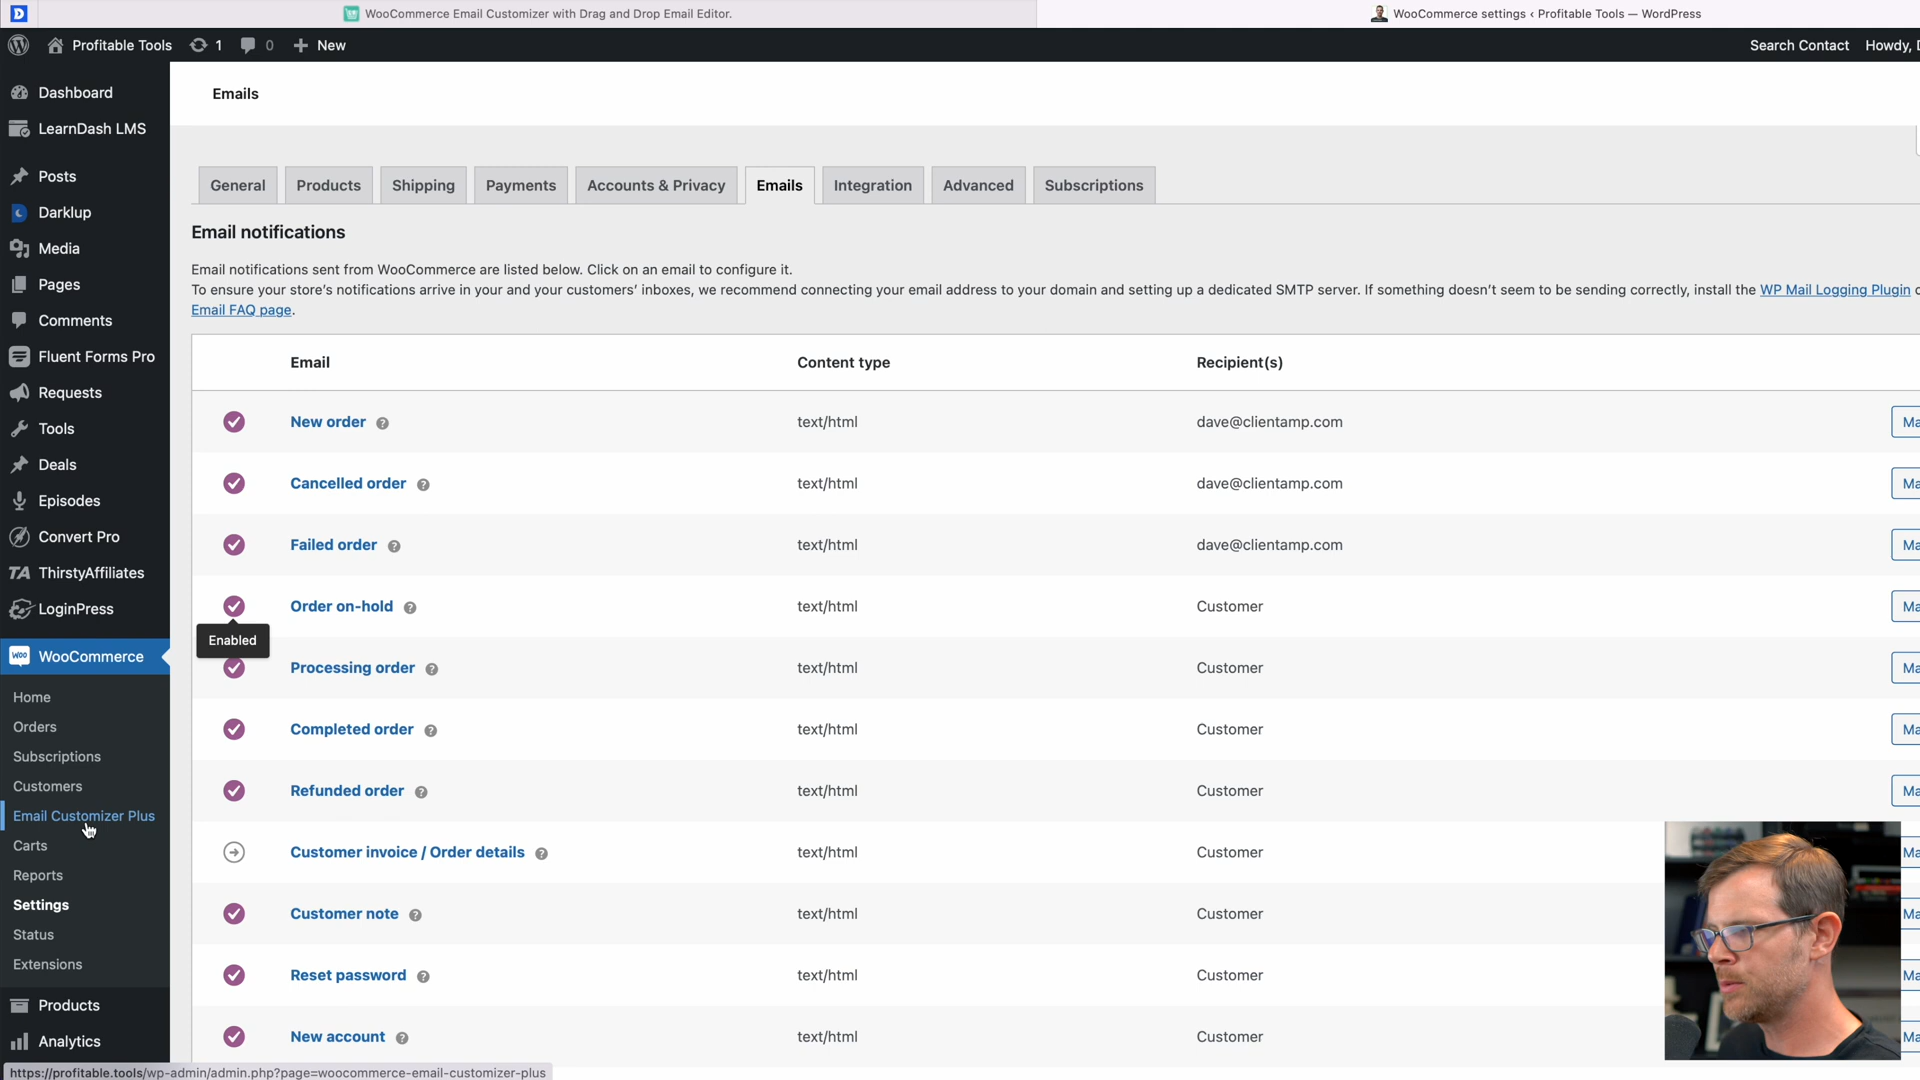 WooCommerce Email Customizer with Drag and Drop Email Editor.
WooCommerce settings ‹ Profitable Tools — WordPress
Profitable Tools
1
0
New
Search Contact
Howdy,
Dashboard
LearnDash LMS
Posts
Darklup
Media
Pages
Comments
Fluent Forms Pro
Requests
Tools
Deals
Episodes
Convert Pro
ThirstyAffiliates
LoginPress
WooCommerce
Home
Orders
Subscriptions
Customers
Email Customizer Plus
Carts
Reports
Settings
Status
Extensions
Products
Analytics
Emails
General
Products
Shipping
Payments
Accounts & Privacy
Emails
Integration
Advanced
Subscriptions
Email notifications
Email notifications sent from WooCommerce are listed below. Click on an email to configure it.
To ensure your store's notifications arrive in your and your customers' inboxes, we recommend connecting your email address to your domain and setting up a dedicated SMTP server. If something doesn't seem to be sending correctly, install the WP Mail Logging Plugin
Email FAQ page.
Email Content type Recipient(s)
New order text/html dave@clientamp.com Ma
Cancelled order text/html dave@clientamp.com Ma
Failed order text/html dave@clientamp.com Ma
Order on-hold text/html Customer Ma
Enabled
Processing order text/html Customer Ma
Completed order text/html Customer Ma
Refunded order text/html Customer Ma
Customer invoice / Order details text/html Customer Ma
Customer note text/html Customer Ma
Reset password text/html Customer Ma
New account text/html Customer Ma
https://profitable.tools/wp-admin/admin.php?page=woocommerce-email-customizer-plus